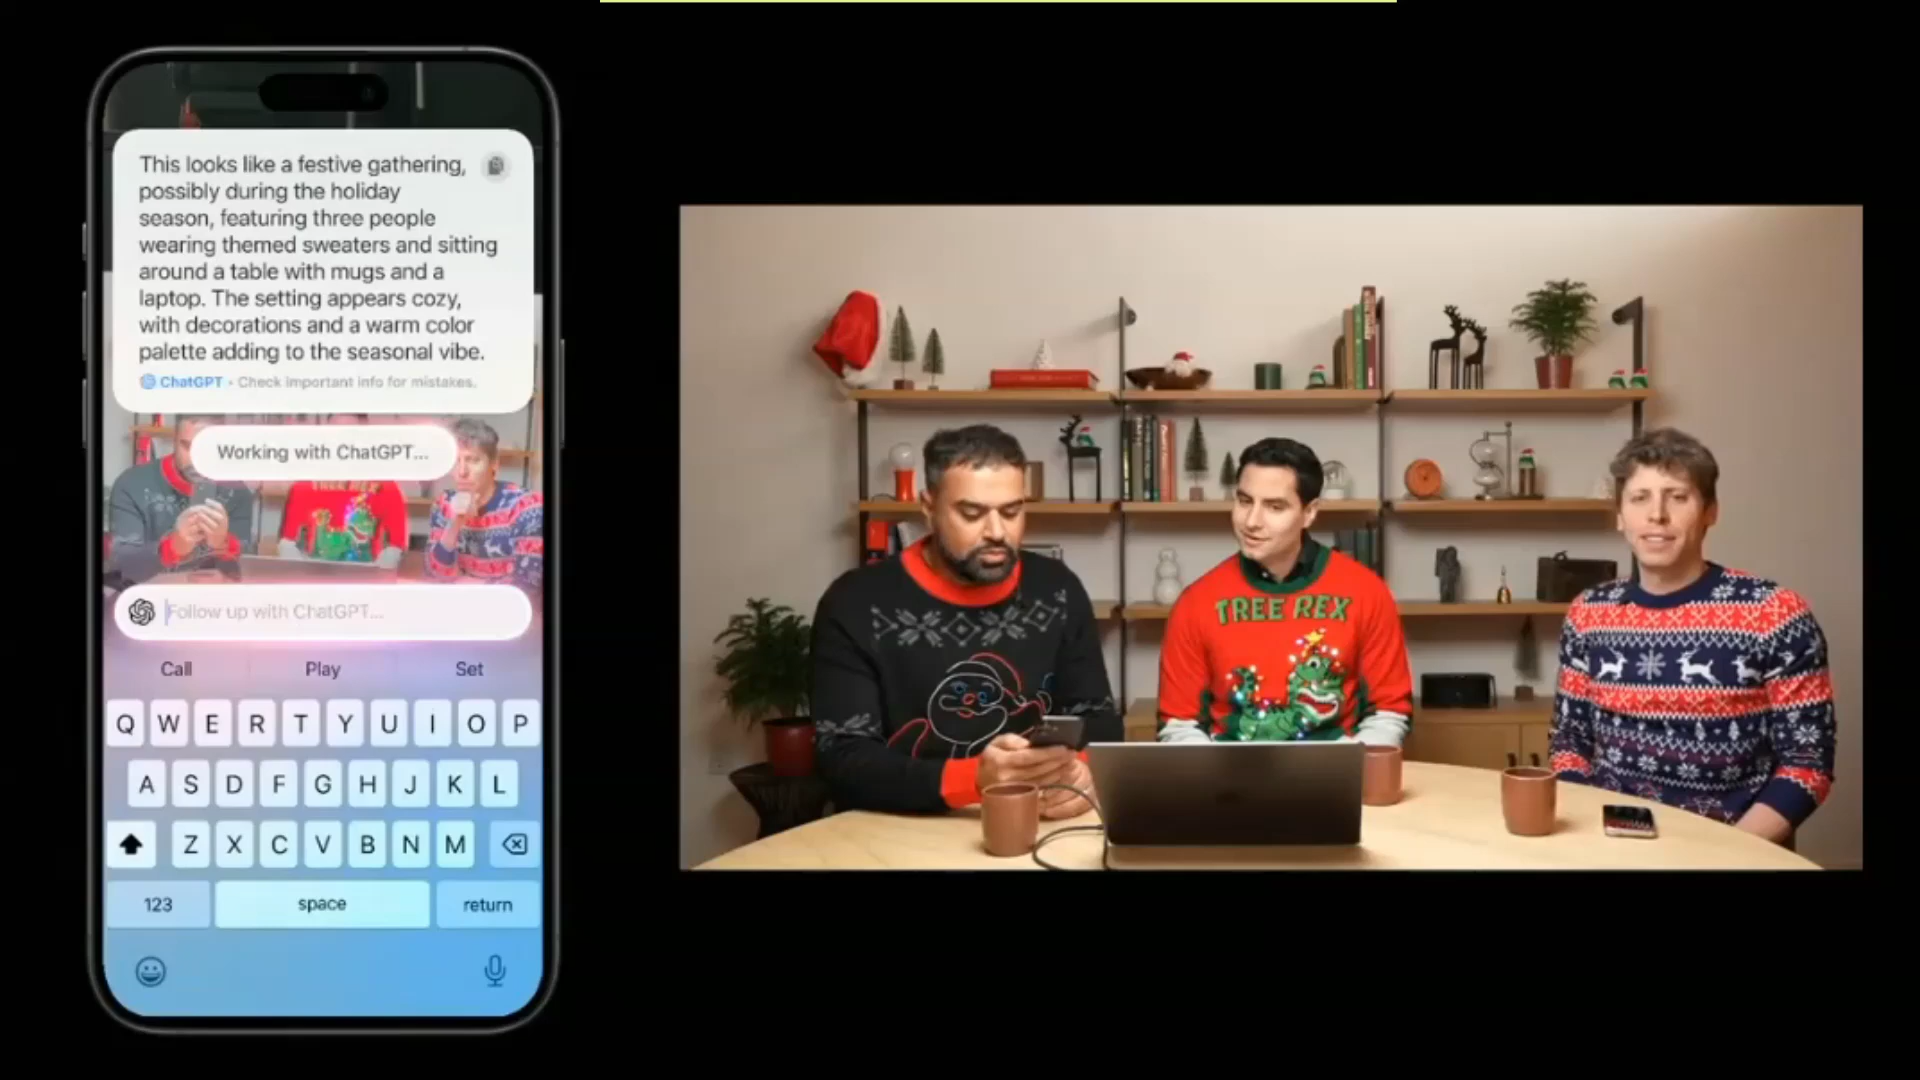 This looks like a festive gathering,
possibly during the holiday
season, featuring three people
wearing themed sweaters and sitting
around a table with mugs and a
laptop. The setting appears cozy,
with decorations and a warm color
palette adding to the seasonal vibe.
ChatGPT • Check important info for mistakes.
Working with ChatGPT...
TREE REX
Follow up with ChatGPT...
Call Play Set
Q W E R T Y U I O P
A S D F G H J K L
Z X C V B N M
123 space return
TREE REX